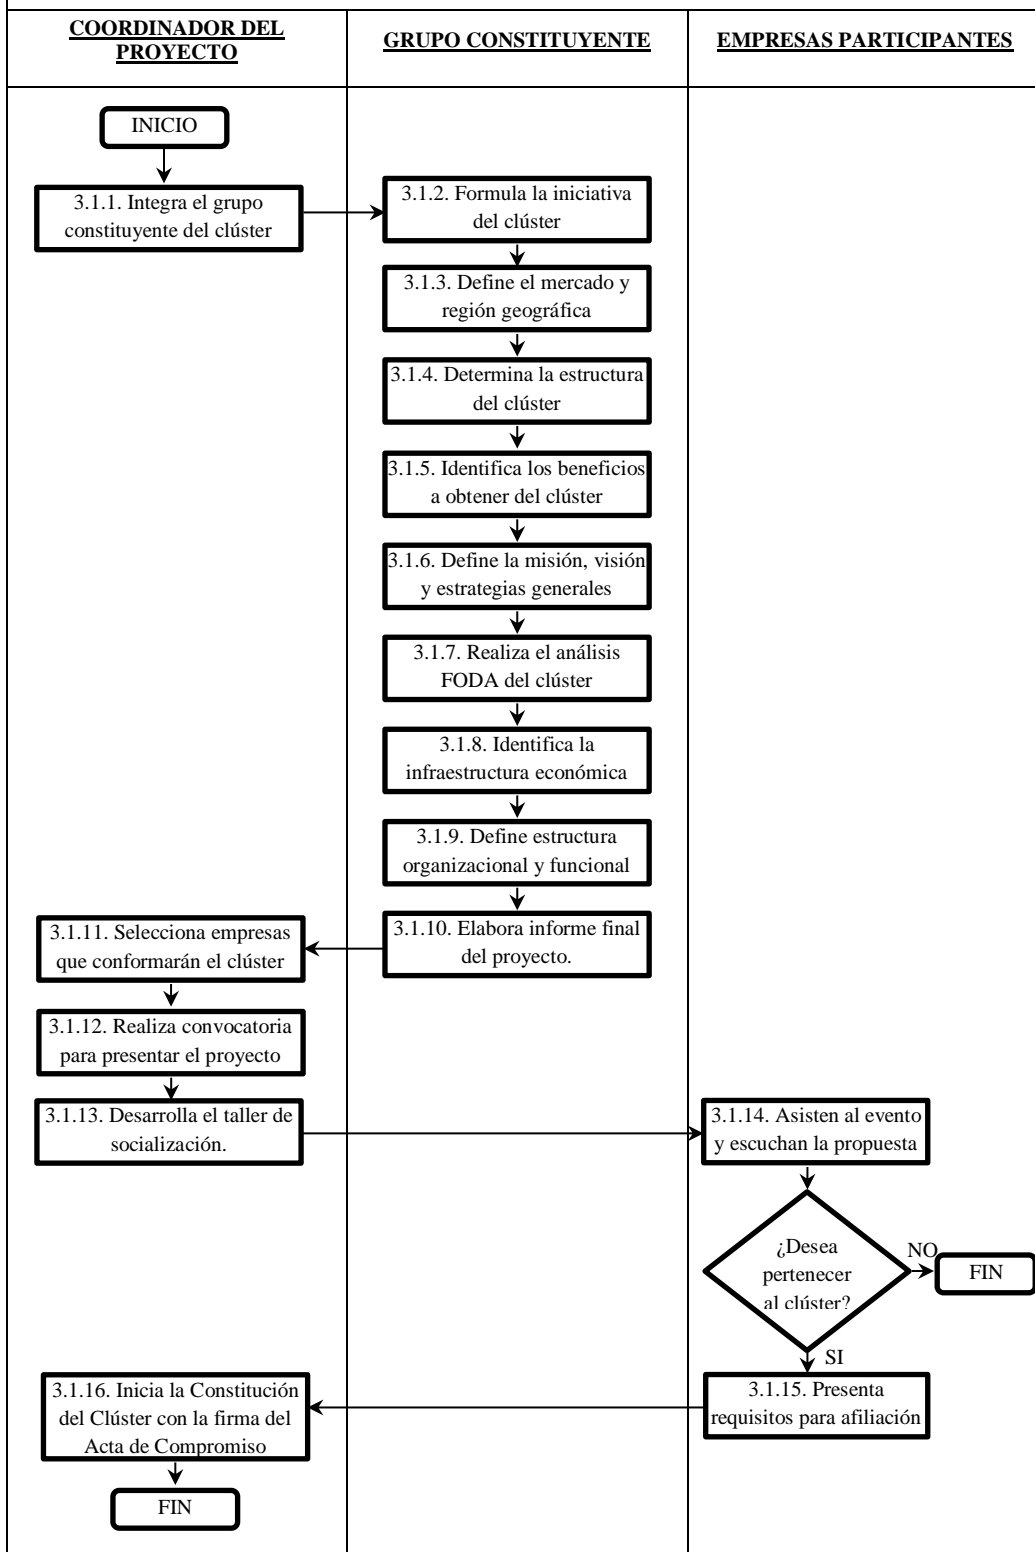 COORDINADOR DEL
PROYECTO
GRUPO CONSTITUYENTE
EMPRESAS PARTICIPANTES
INICIO
3.1.1. Integra el grupo
constituyente del clúster
3.1.2. Formula la iniciativa
del clúster
3.1.3. Define el mercado y
región geográfica
3.1.4. Determina la estructura
del clúster
3.1.5. Identifica los beneficios
a obtener del clúster
3.1.6. Define la misión, visión
y estrategias generales
3.1.7. Realiza el análisis
FODA del clúster
3.1.8. Identifica la
infraestructura económica
3.1.9. Define estructura
organizacional y funcional
3.1.10. Elabora informe final
del proyecto.
3.1.11. Selecciona empresas
que conformarán el clúster
3.1.12. Realiza convocatoria
para presentar el proyecto
3.1.13. Desarrolla el taller de
socialización.
3.1.14. Asisten al evento
y escuchan la propuesta
¿Desea
pertenecer
al clúster?
NO
FIN
SI
3.1.15. Presenta
requisitos para afiliación
3.1.16. Inicia la Constitución
del Clúster con la firma del
Acta de Compromiso
FIN